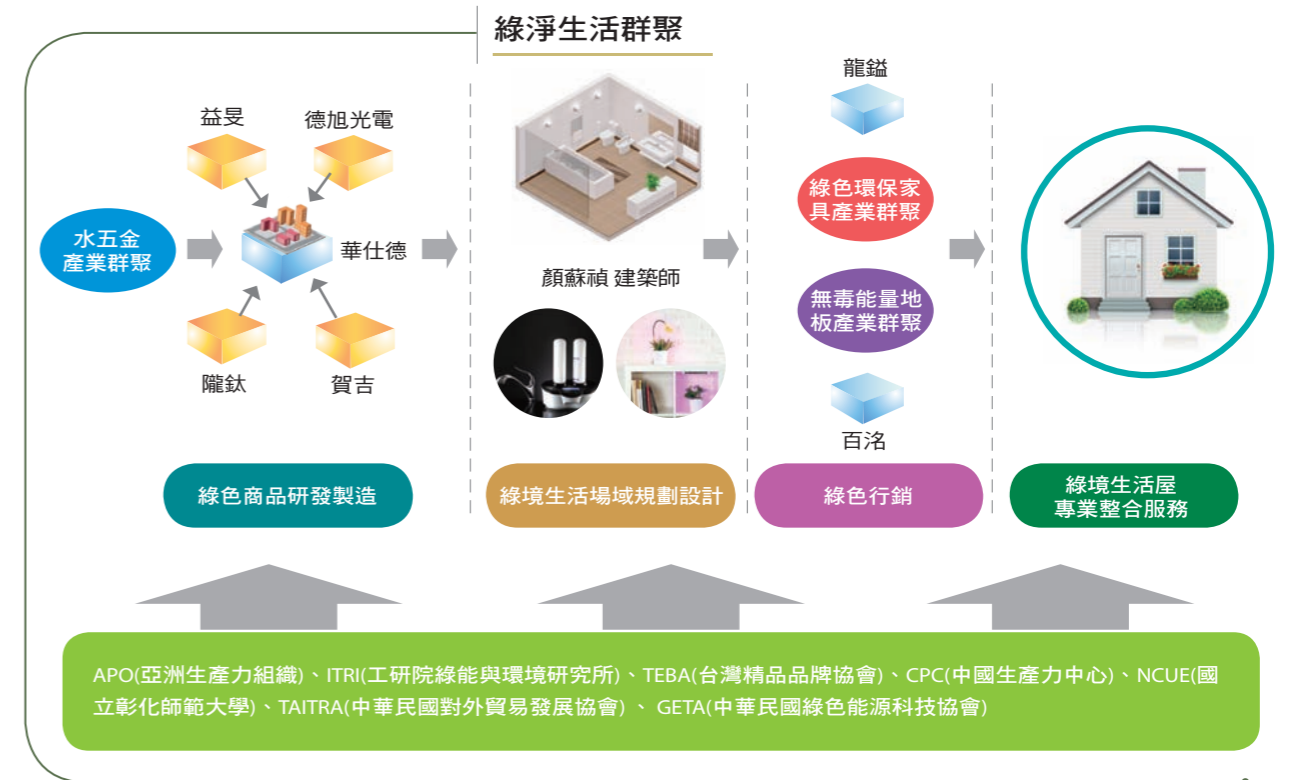 綠淨生活群聚
益旻
德旭光電
水五金
產業群聚
華仕德
隴鈦
賀吉
綠色商品研發製造
顏蘇禎 建築師
綠境生活場域規劃設計
龍鎰
綠色環保家
具產業群聚
無毒能量地
板產業群聚
百洺
綠色行銷
綠境生活屋
專業整合服務
APO(亞洲生產力組織)、ITRI(工研院綠能與環境研究所)、TEBA(台灣精品品牌協會)、CPC(中國生產力中心)、NCUE(國
立彰化師範大學)、TAITRA(中華民國對外貿易發展協會) 、 GETA(中華民國綠色能源科技協會)